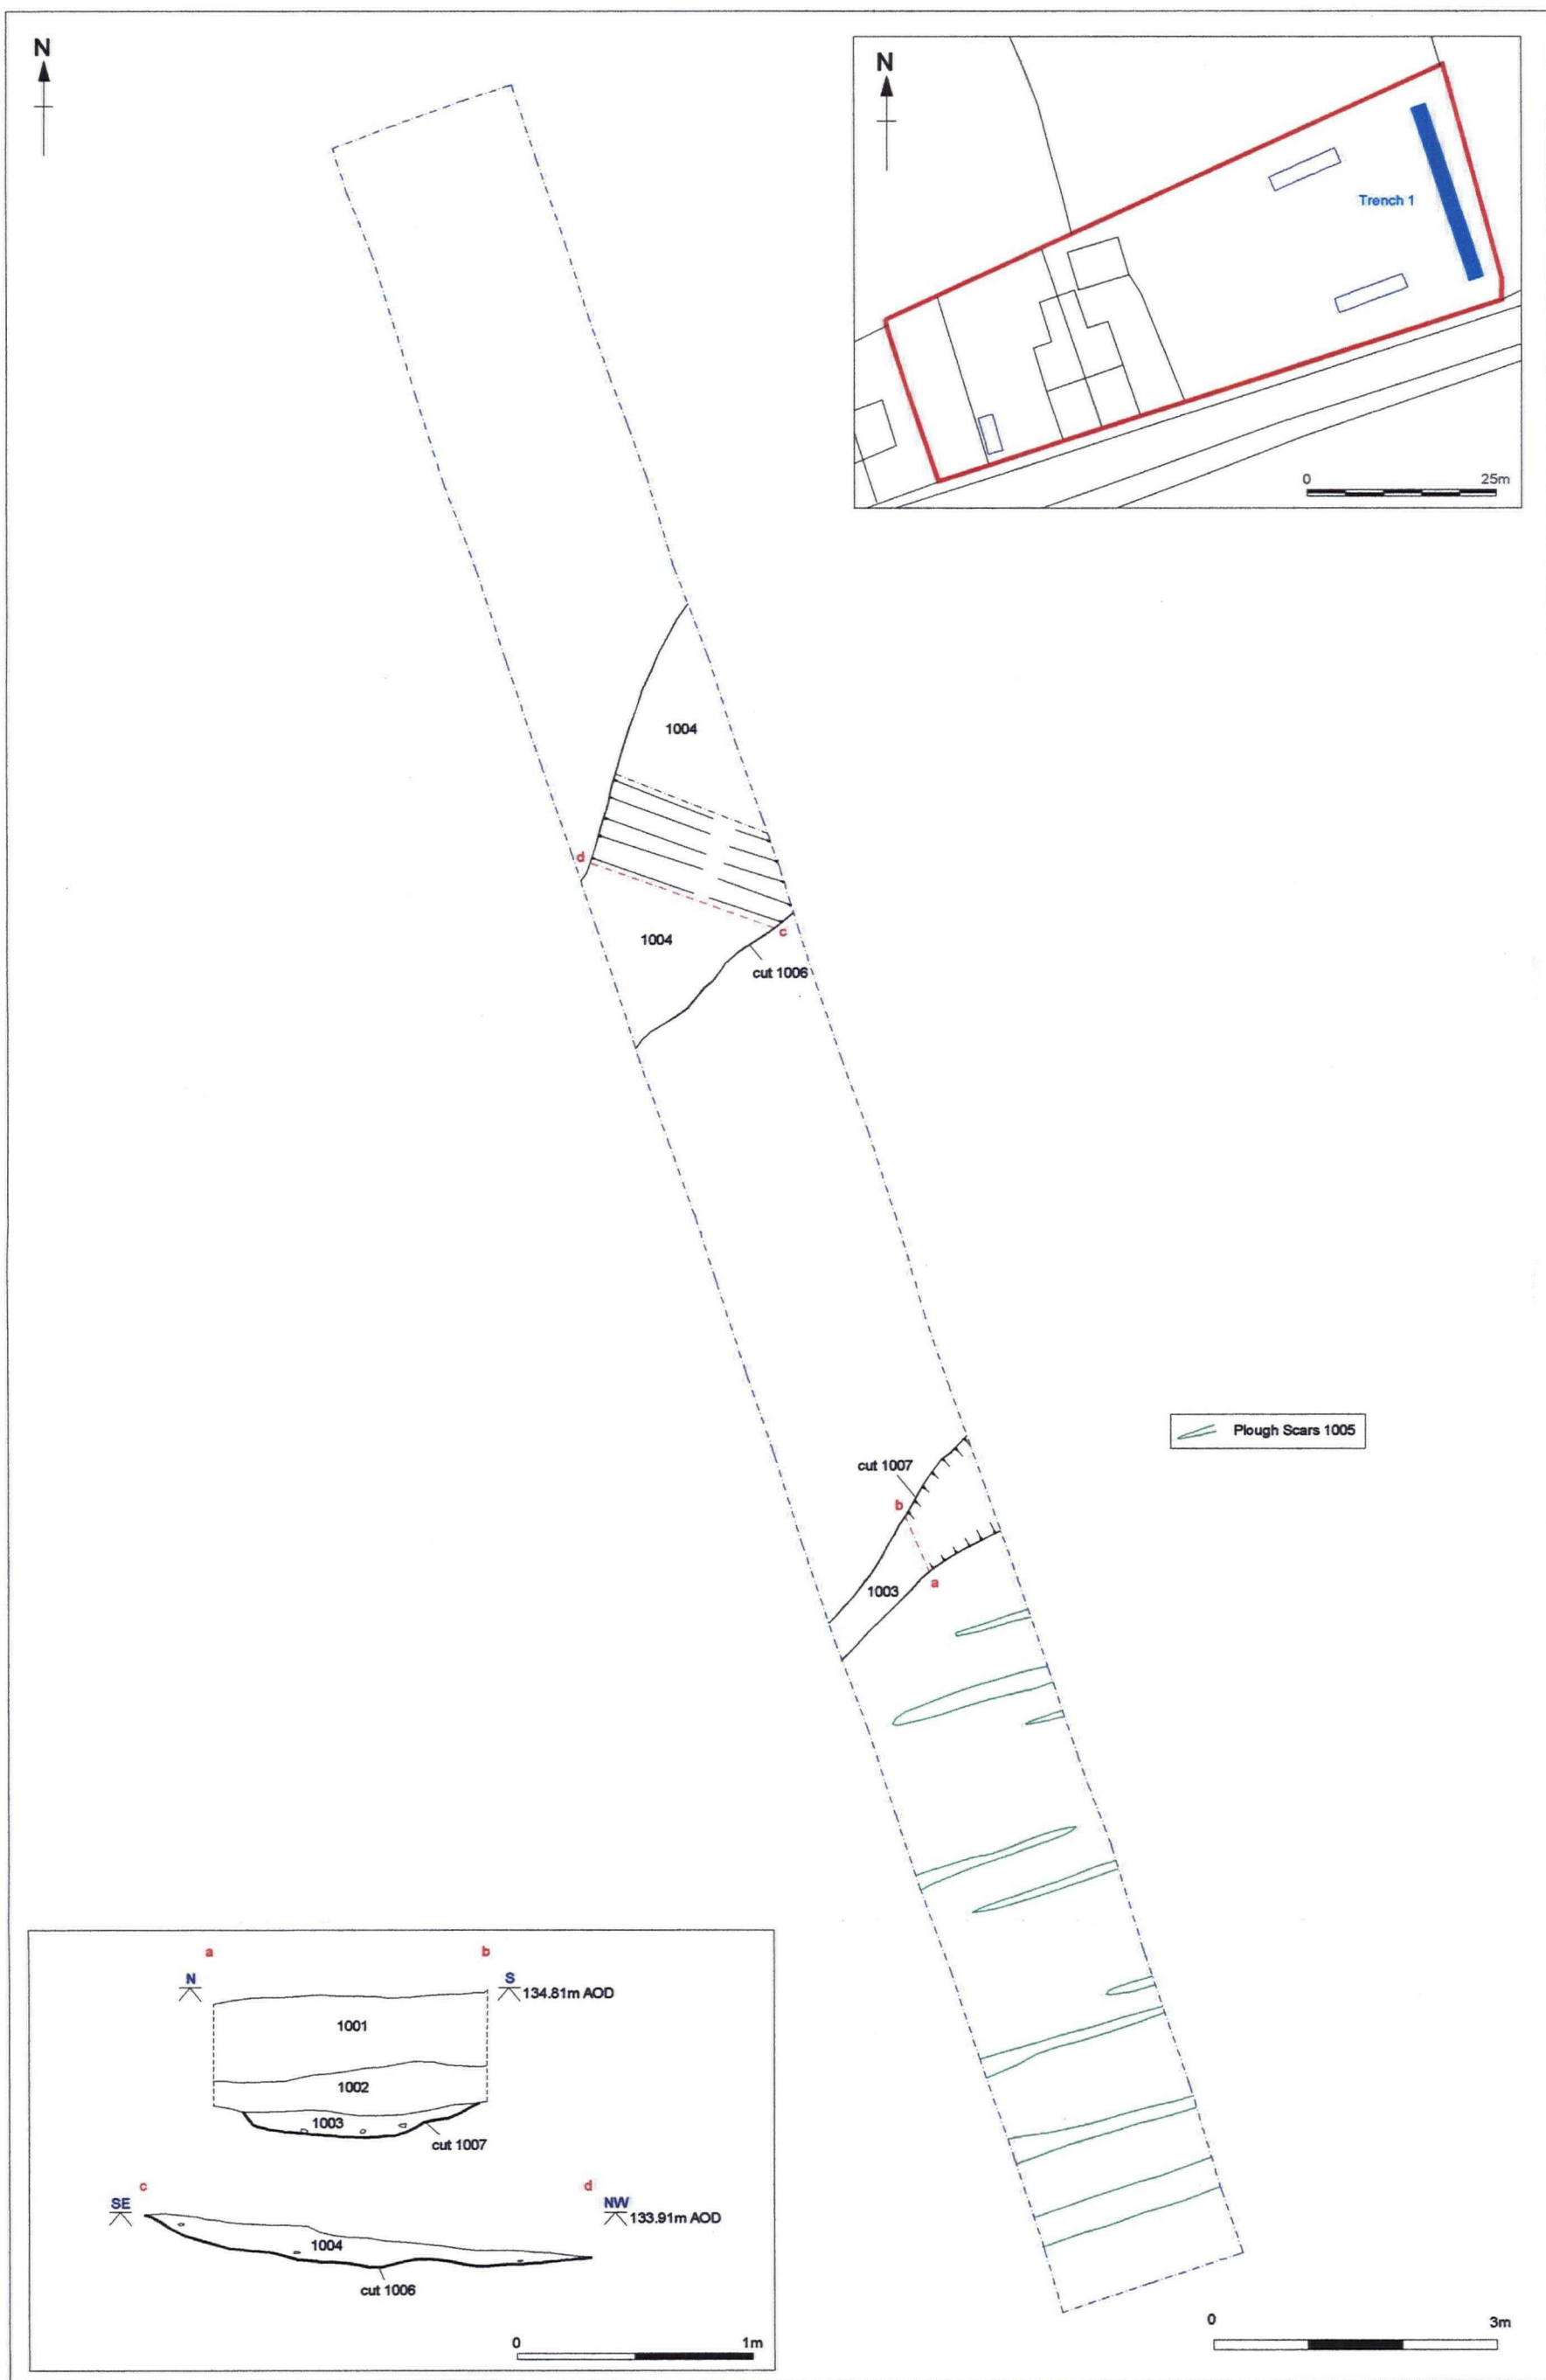 N
N
Trench 1
0 25m
1004
d
1004
c
cut 1006
cut 1007
b
Plough Scars 1005
1003
a
a b
N S
134.81m AOD
1001
1002
1003
cut 1007
c d
SE NW
133.91m AOD
1004
cut 1006
0 1m
0 3m